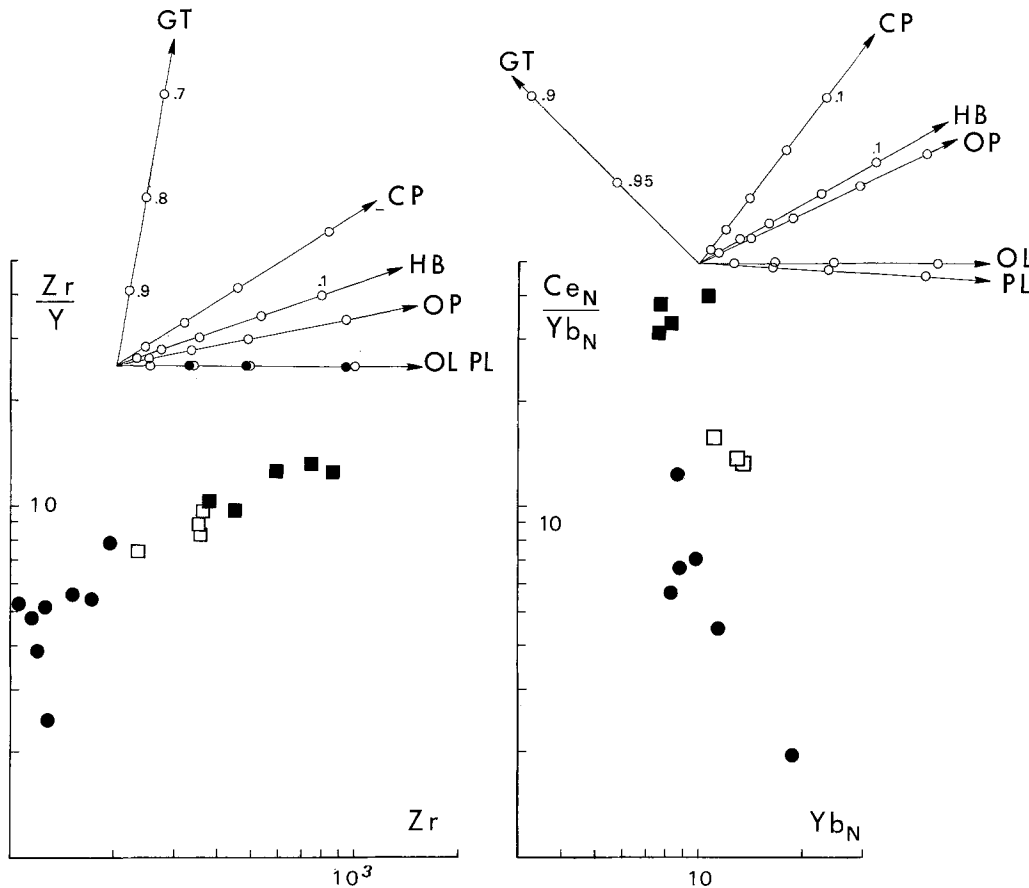 GT
.7
.8
.9
CP
HB
.1
OP
OL PL
Zr
Y
10
Zr
10³
GT
.9
.95
CP
.1
HB
.1
OP
OL
PL
Ce_N
Yb_N
10
Yb_N
10